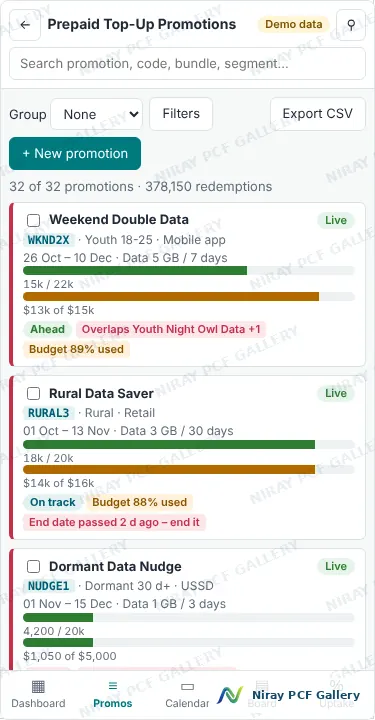 ← Prepaid Top-Up Promotions Demo data
Search promotion, code, bundle, segment...
Group None Filters Export CSV
+ New promotion
32 of 32 promotions · 378,150 redemptions
Weekend Double Data Live
WKND2X · Youth 18-25 · Mobile app
26 Oct – 10 Dec · Data 5 GB / 7 days
15k / 22k
$13k of $15k
Ahead Overlaps Youth Night Owl Data +1
Budget 89% used
Rural Data Saver Live
RURAL3 · Rural · Retail
01 Oct – 13 Nov · Data 3 GB / 30 days
18k / 20k
$14k of $16k
On track Budget 88% used
End date passed 2 d ago – end it
Dormant Data Nudge Live
NUDGE1 · Dormant 30 d+ · USSD
01 Nov – 15 Dec · Data 1 GB / 3 days
4,200 / 20k
$1,050 of $5,000
Dashboard Promos Calendar Board Uptake
Niray PCF Gallery
NIRAY PCF GALLERY